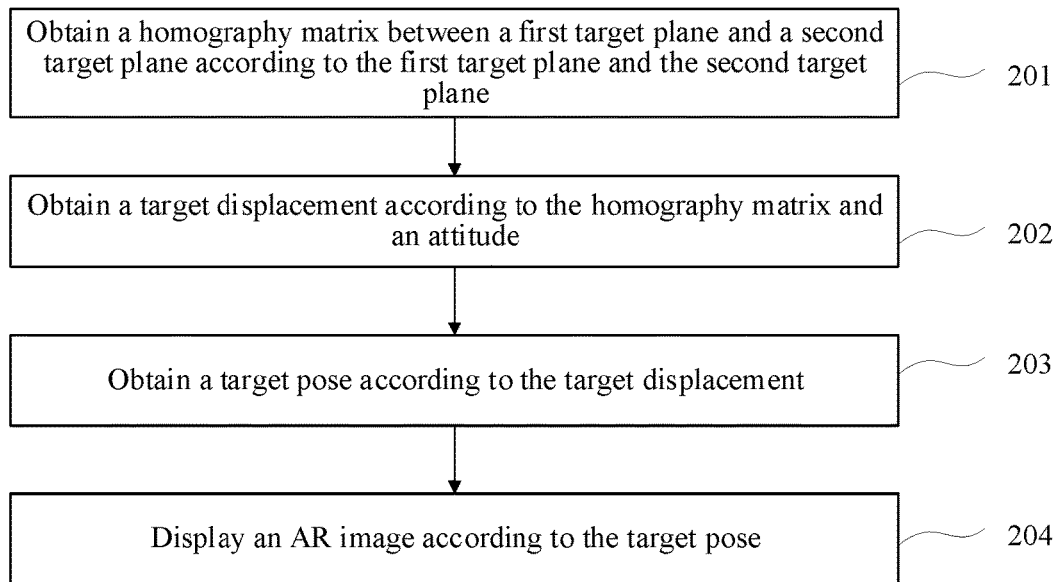 Obtain a homography matrix between a first target plane and a second
target plane according to the first target plane and the second target
plane
201
Obtain a target displacement according to the homography matrix and
an attitude
202
Obtain a target pose according to the target displacement
203
Display an AR image according to the target pose
204